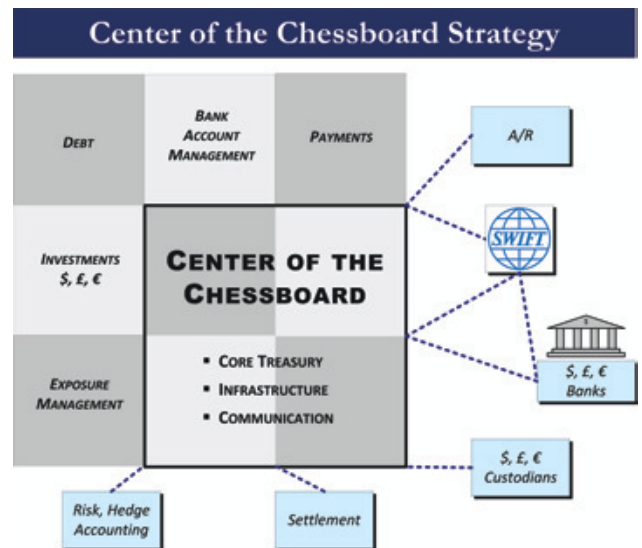 Center of the Chessboard Strategy
DEBT
BANK
ACCOUNT
MANAGEMENT
PAYMENTS
A/R
INVESTMENTS
$, £, €
CENTER OF THE
CHESSBOARD
SWIFT
EXPOSURE
MANAGEMENT
▪ CORE TREASURY
▪ INFRASTRUCTURE
▪ COMMUNICATION
$, £, €
Banks
$, £, €
Custodians
Risk, Hedge
Accounting
Settlement